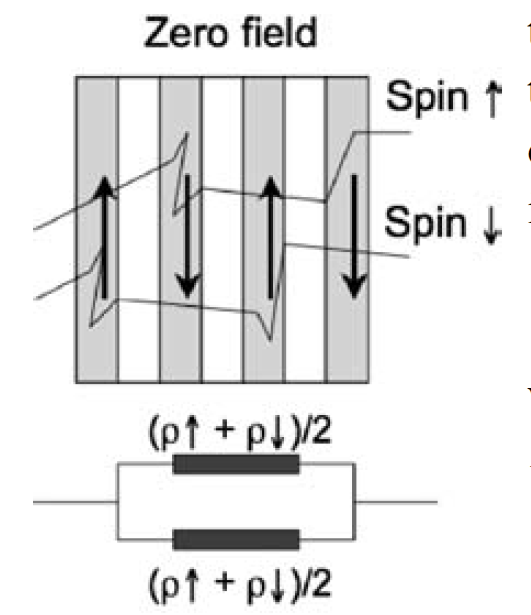 Zero field
Spin ↑
Spin ↓
(ρ↑ + ρ↓)/2
(ρ↑ + ρ↓)/2